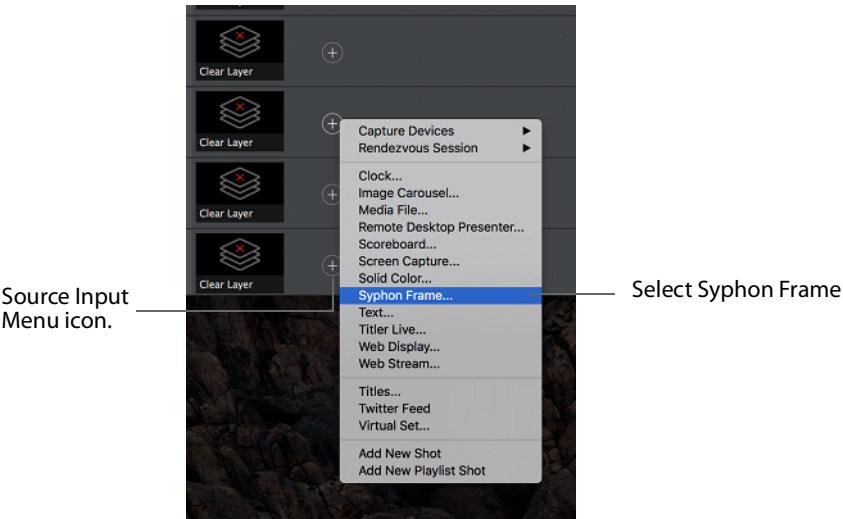 Clear Layer
Clear Layer
Clear Layer
Clear Layer
Capture Devices
Rendezvous Session
Clock...
Image Carousel...
Media File...
Remote Desktop Presenter...
Scoreboard...
Screen Capture...
Solid Color...
Syphon Frame...
Text...
Titler Live...
Web Display...
Web Stream...
Titles...
Twitter Feed
Virtual Set...
Add New Shot
Add New Playlist Shot
Source Input
Menu icon.
Select Syphon Frame